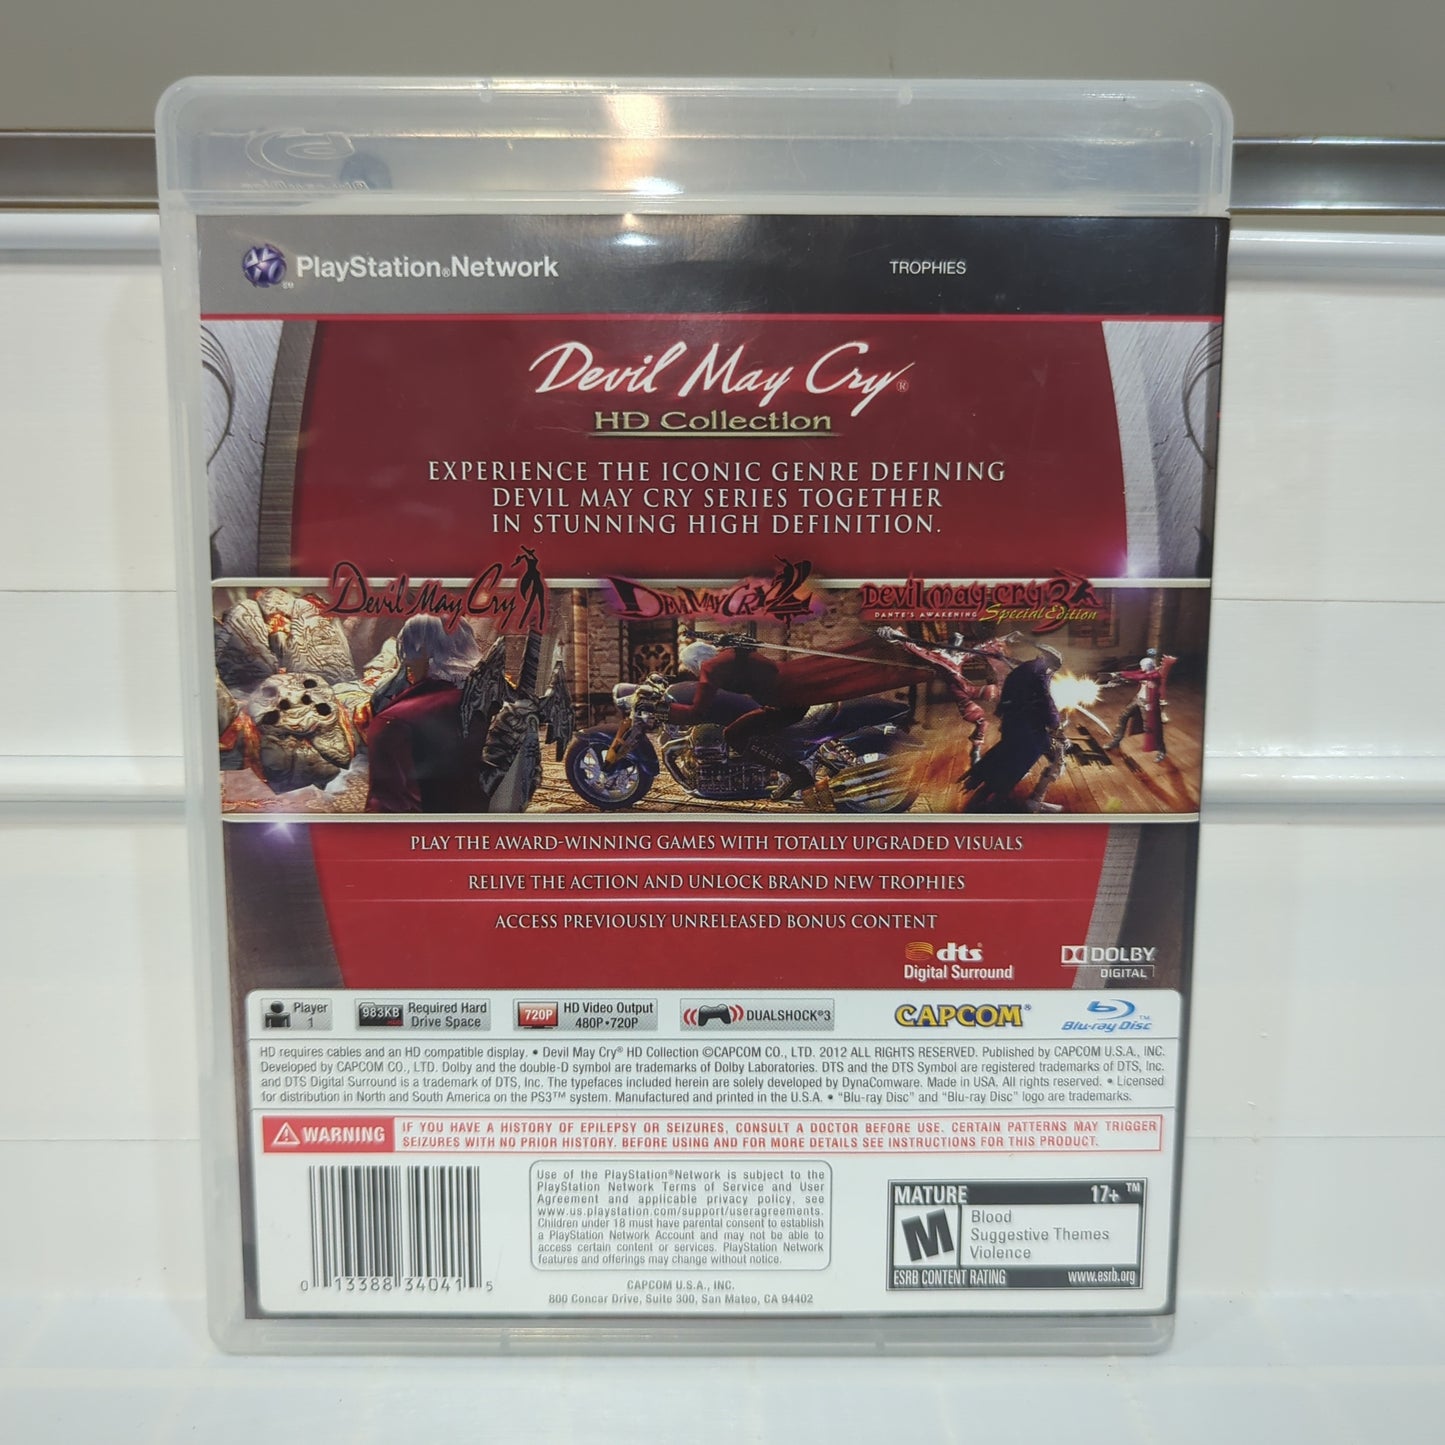 PlayStation®Network
TROPHIES
Devil May Cry®
HD Collection
EXPERIENCE THE ICONIC GENRE DEFINING
DEVIL MAY CRY SERIES TOGETHER
IN STUNNING HIGH DEFINITION.
Devil May Cry
DEVIL MAY CRY 2
DEVIL MAY CRY 3
DANTE'S AWAKENING Special Edition
PLAY THE AWARD-WINNING GAMES WITH TOTALLY UPGRADED VISUALS
RELIVE THE ACTION AND UNLOCK BRAND NEW TROPHIES
ACCESS PREVIOUSLY UNRELEASED BONUS CONTENT
dts
Digital Surround
DOLBY
DIGITAL
Player
1
983KB
Required Hard
Drive Space
720P
HD Video Output
480P•720P
DUALSHOCK®3
CAPCOM®
Blu-ray Disc™
HD requires cables and an HD compatible display. • Devil May Cry® HD Collection ©CAPCOM CO., LTD. 2012 ALL RIGHTS RESERVED. Published by CAPCOM U.S.A., INC.
Developed by CAPCOM CO., LTD. Dolby and the double-D symbol are trademarks of Dolby Laboratories. DTS and the DTS Symbol are registered trademarks of DTS, Inc.
and DTS Digital Surround is a trademark of DTS, Inc. The typefaces included herein are solely developed by DynaComware. Made in USA. All rights reserved. • Licensed
for distribution in North and South America on the PS3™ system. Manufactured and printed in the U.S.A. • “Blu-ray Disc” and “Blu-ray Disc” logo are trademarks.
WARNING
IF YOU HAVE A HISTORY OF EPILEPSY OR SEIZURES, CONSULT A DOCTOR BEFORE USE. CERTAIN PATTERNS MAY TRIGGER
SEIZURES WITH NO PRIOR HISTORY. BEFORE USING AND FOR MORE DETAILS SEE INSTRUCTIONS FOR THIS PRODUCT.
0 13388 34041 5
Use of the PlayStation®Network is subject to the
PlayStation Network Terms of Service and User
Agreement and applicable privacy policy, see
www.us.playstation.com/support/useragreements.
Children under 18 must have parental consent to establish
a PlayStation Network Account and may not be able to
access certain content or services. PlayStation Network
features and offerings may change without notice.
CAPCOM U.S.A., INC.
800 Concar Drive, Suite 300, San Mateo, CA 94402
MATURE 17+™
M
Blood
Suggestive Themes
Violence
ESRB CONTENT RATING www.esrb.org